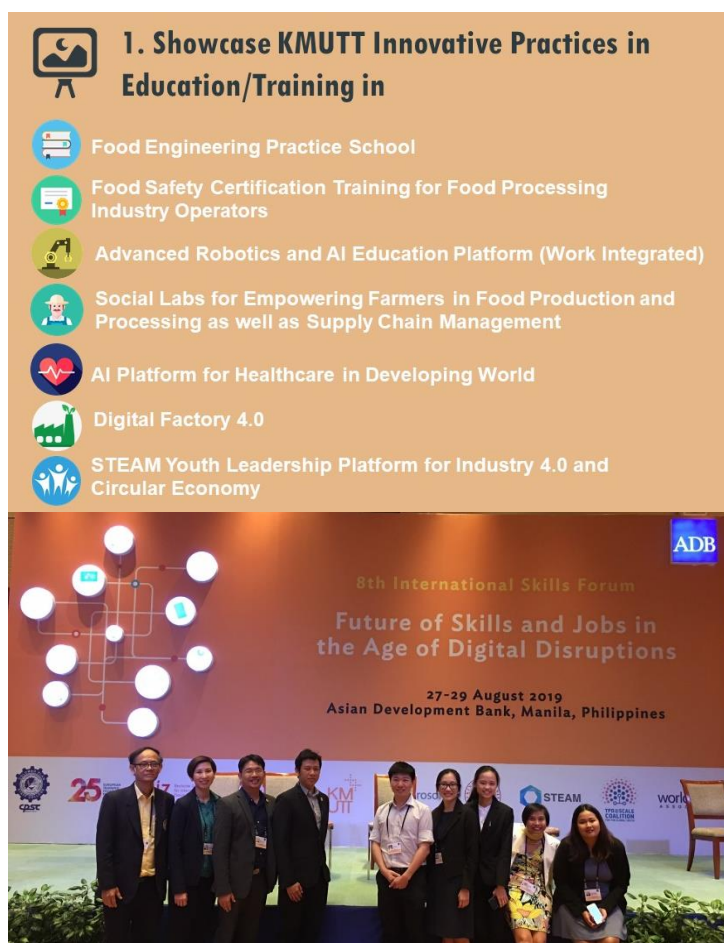 1. Showcase KMUTT Innovative Practices in
Education/Training in
Food Engineering Practice School
Food Safety Certification Training for Food Processing
Industry Operators
Advanced Robotics and AI Education Platform (Work Integrated)
Social Labs for Empowering Farmers in Food Production and
Processing as well as Supply Chain Management
AI Platform for Healthcare in Developing World
Digital Factory 4.0
STEAM Youth Leadership Platform for Industry 4.0 and
Circular Economy
ADB
8th International Skills Forum
Future of Skills and Jobs in
the Age of Digital Disruptions
27-29 August 2019
Asian Development Bank, Manila, Philippines
cpsc
25
KM
UTT
STEAM
COALITION